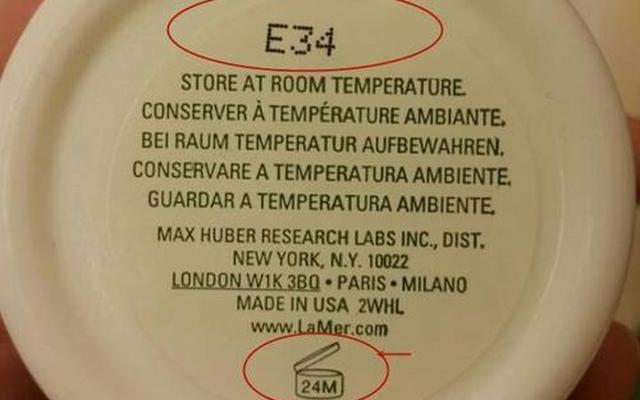 E34
STORE AT ROOM TEMPERATURE.
CONSERVER À TEMPÉRATURE AMBIANTE.
BEI RAUM TEMPERATUR AUFBEWAHREN.
CONSERVARE A TEMPERATURA AMBIENTE.
GUARDAR A TEMPERATURA AMBIENTE.
MAX HUBER RESEARCH LABS INC., DIST.
NEW YORK, N.Y. 10022
LONDON W1K 3BQ • PARIS • MILANO
MADE IN USA 2WHL
www.LaMer.com
24M